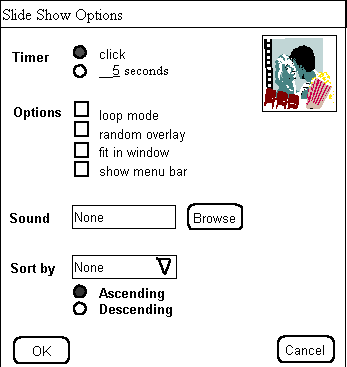 Slide Show Options
Timer click
__5 seconds
Options loop mode
random overlay
fit in window
show menu bar
Sound None Browse
Sort by None
Ascending
Descending
OK Cancel